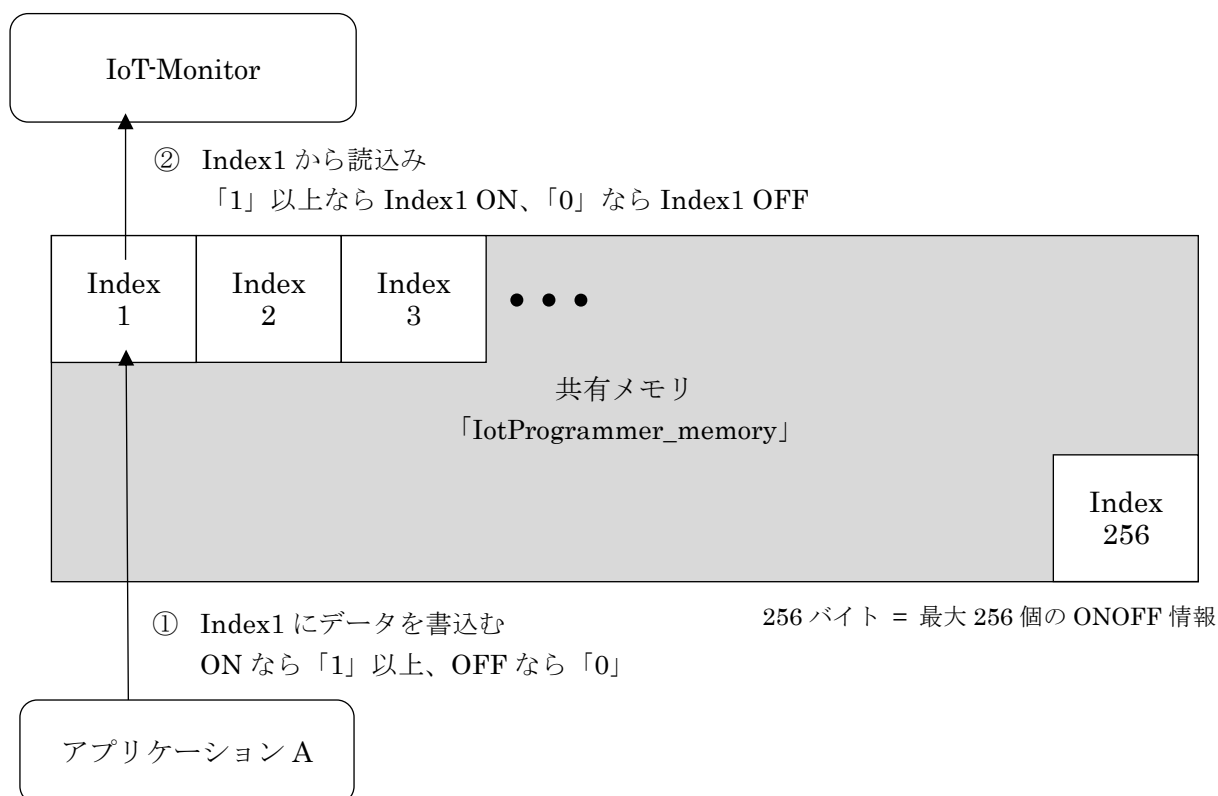 IoT-Monitor
② Index1 から読込み
「1」以上なら Index1 ON、「0」なら Index1 OFF
Index
1
Index
2
Index
3
•••
共有メモリ
「IotProgrammer_memory」
Index
256
256 バイト = 最大 256 個の ONOFF 情報
① Index1 にデータを書込む
ON なら「1」以上、OFF なら「0」
アプリケーション A